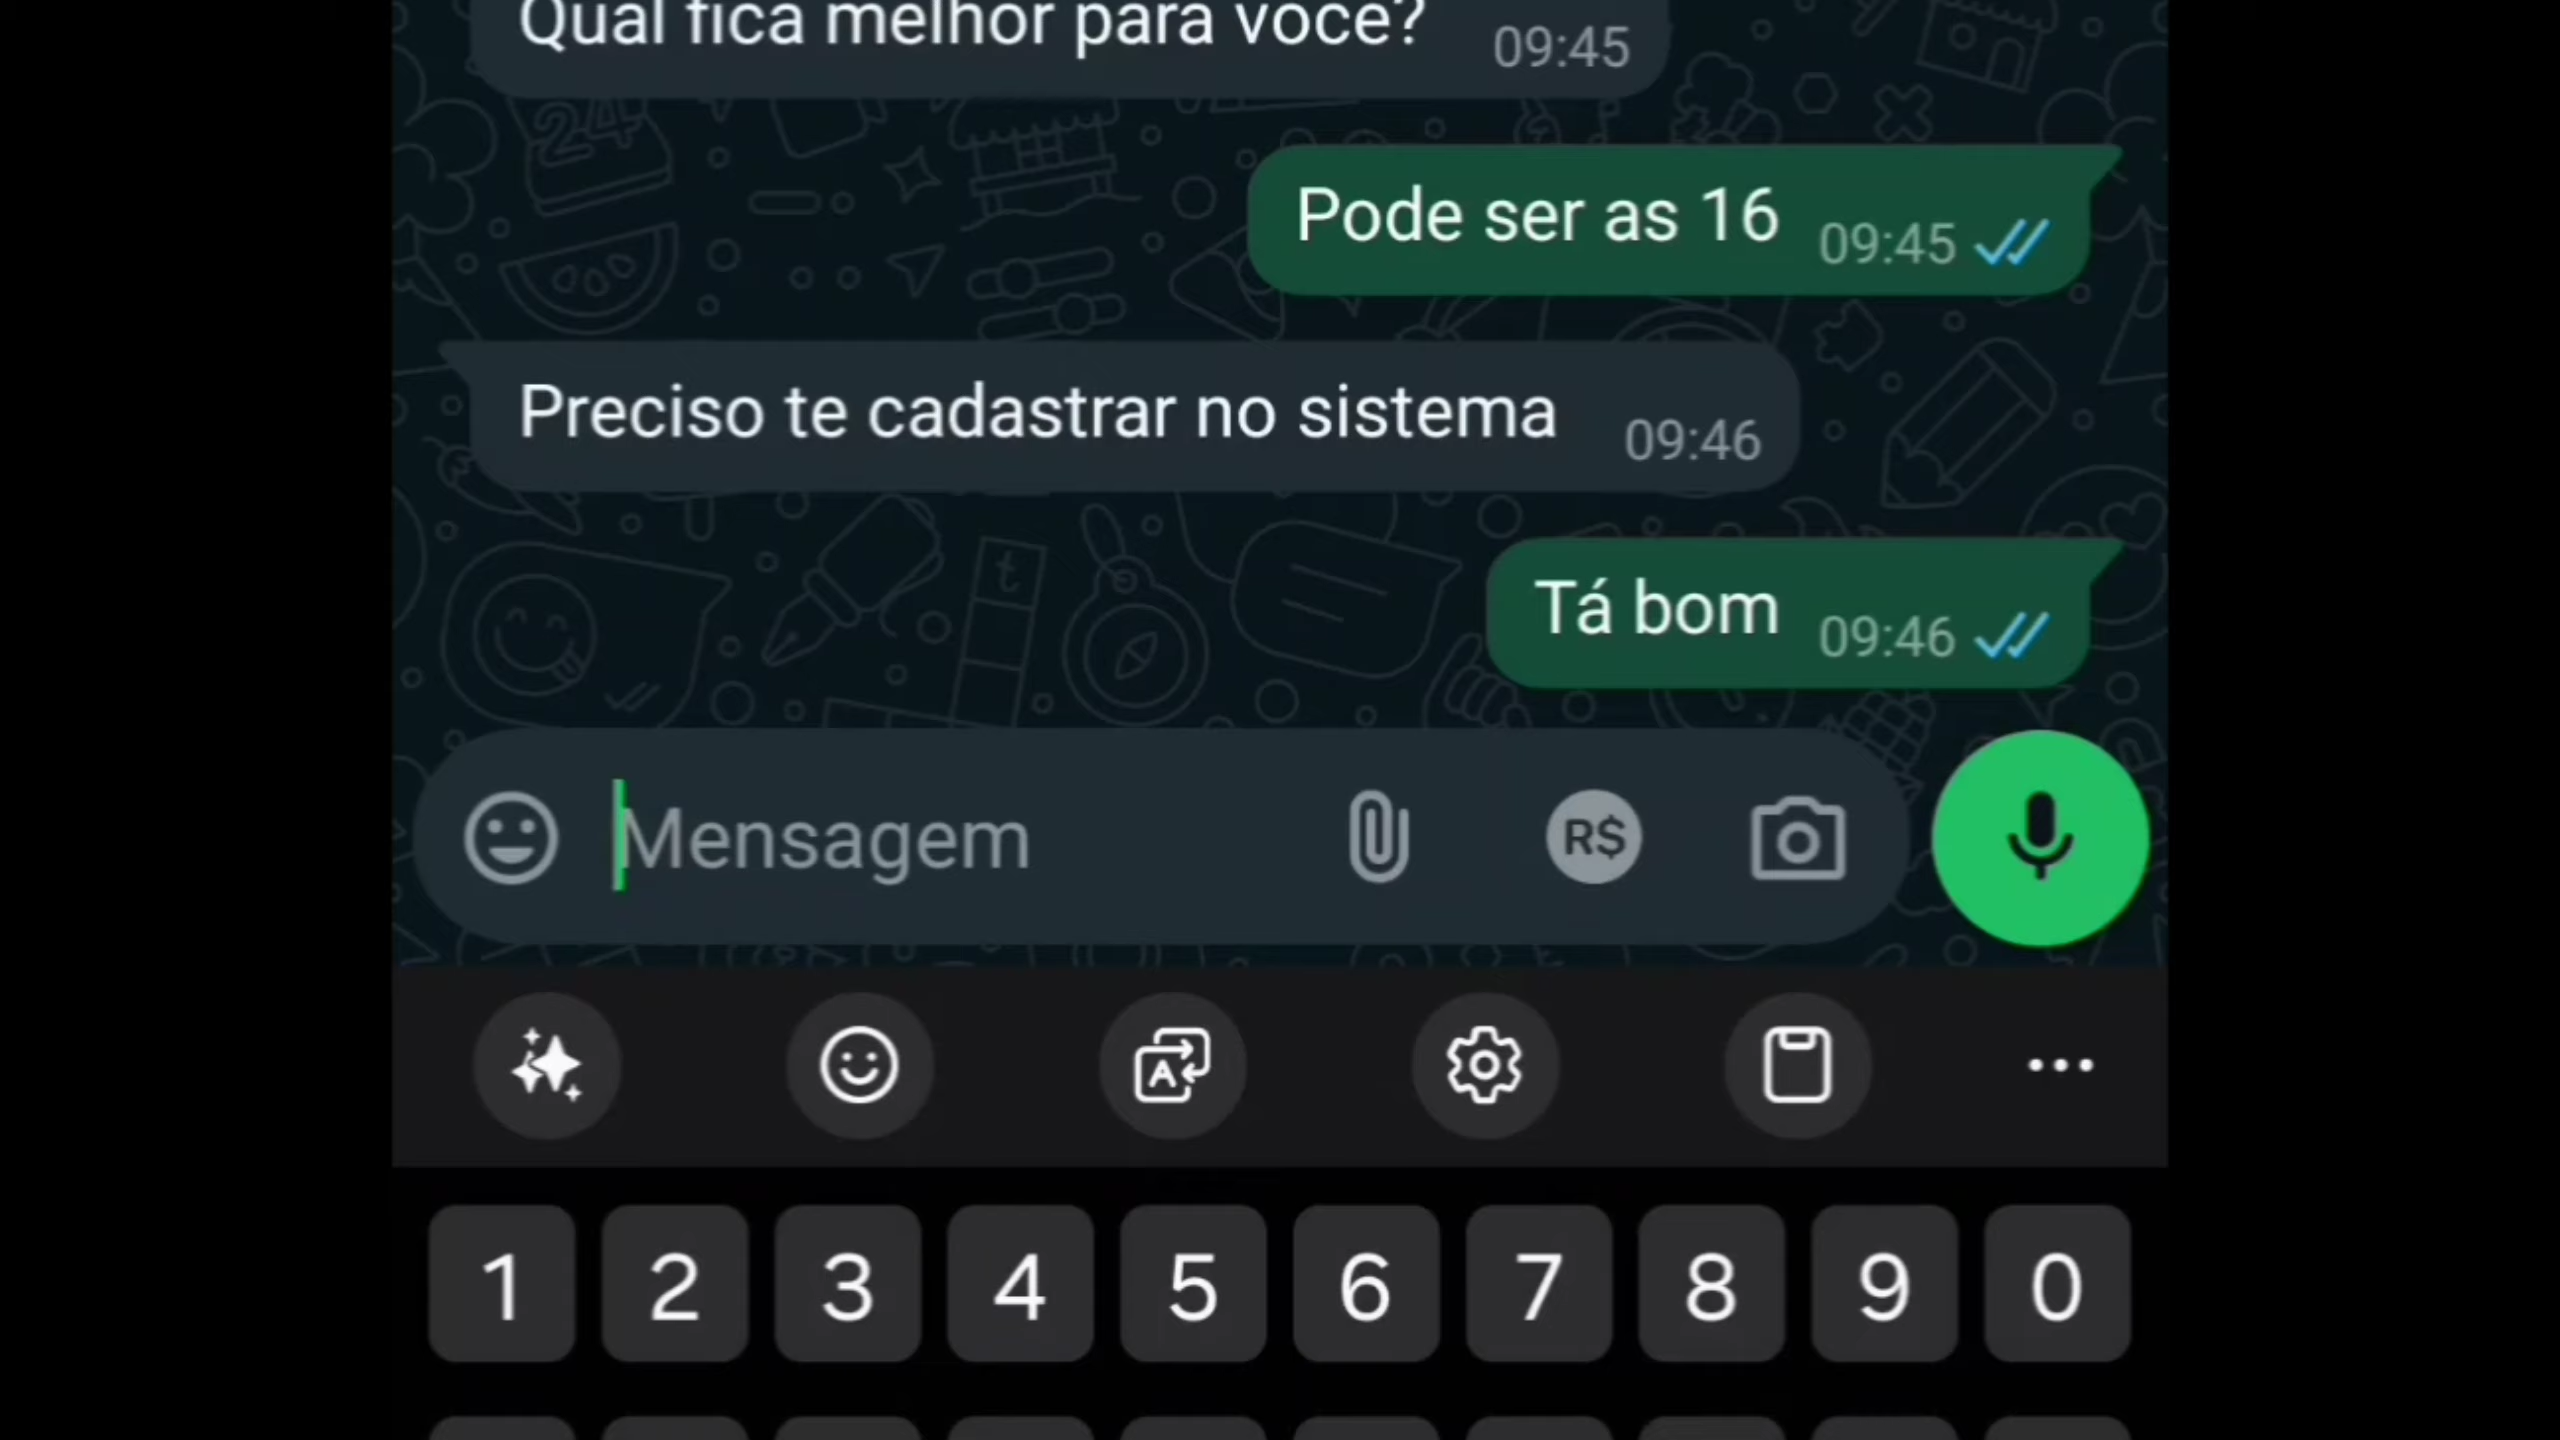 Qual fica melhor para você?
09:45
Pode ser as 16
09:45
Preciso te cadastrar no sistema
09:46
Tá bom
09:46
Mensagem
R$
A
1 2 3 4 5 6 7 8 9 0